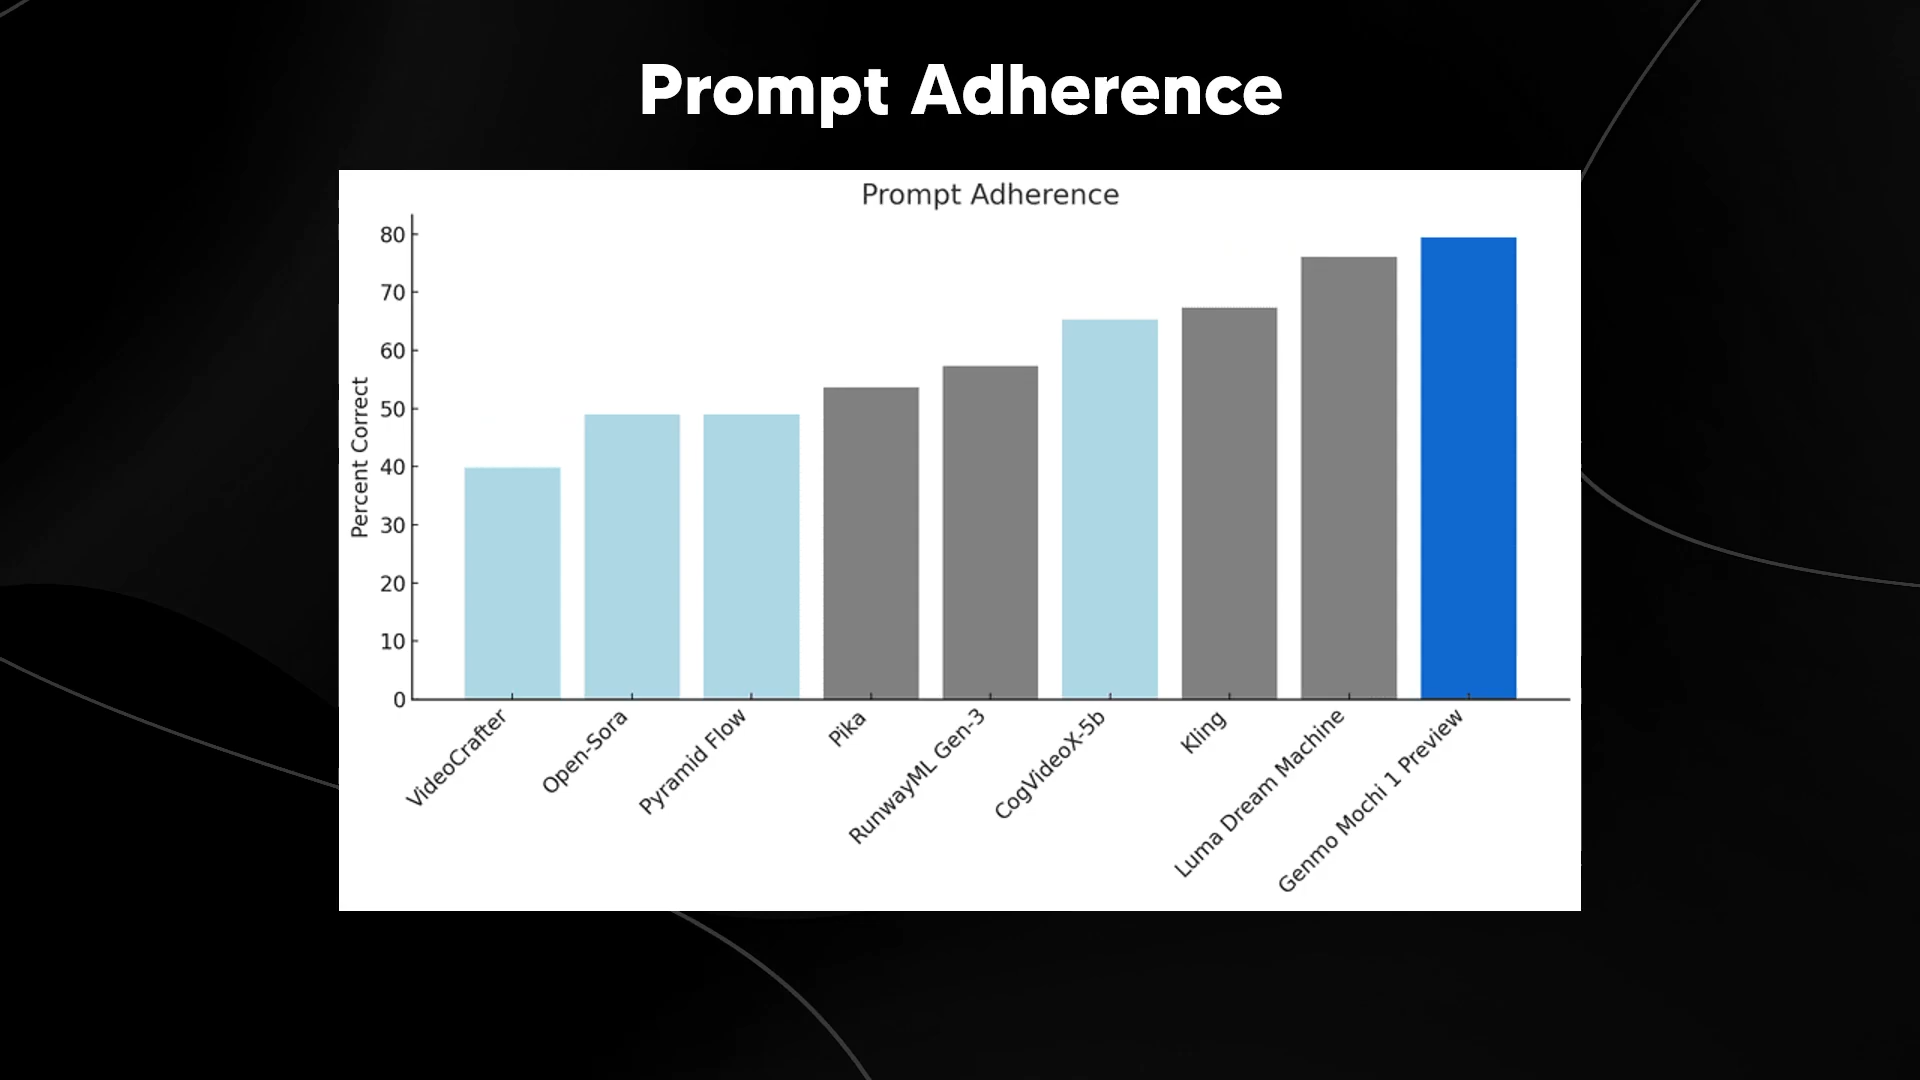 Prompt Adherence
Prompt Adherence
Percent Correct
80
70
60
50
40
30
20
10
0
VideoCrafter
Open-Sora
Pyramid Flow
Pika
RunwayML Gen-3
CogVideoX-5b
Kling
Luma Dream Machine
Genmo Mochi 1 Preview